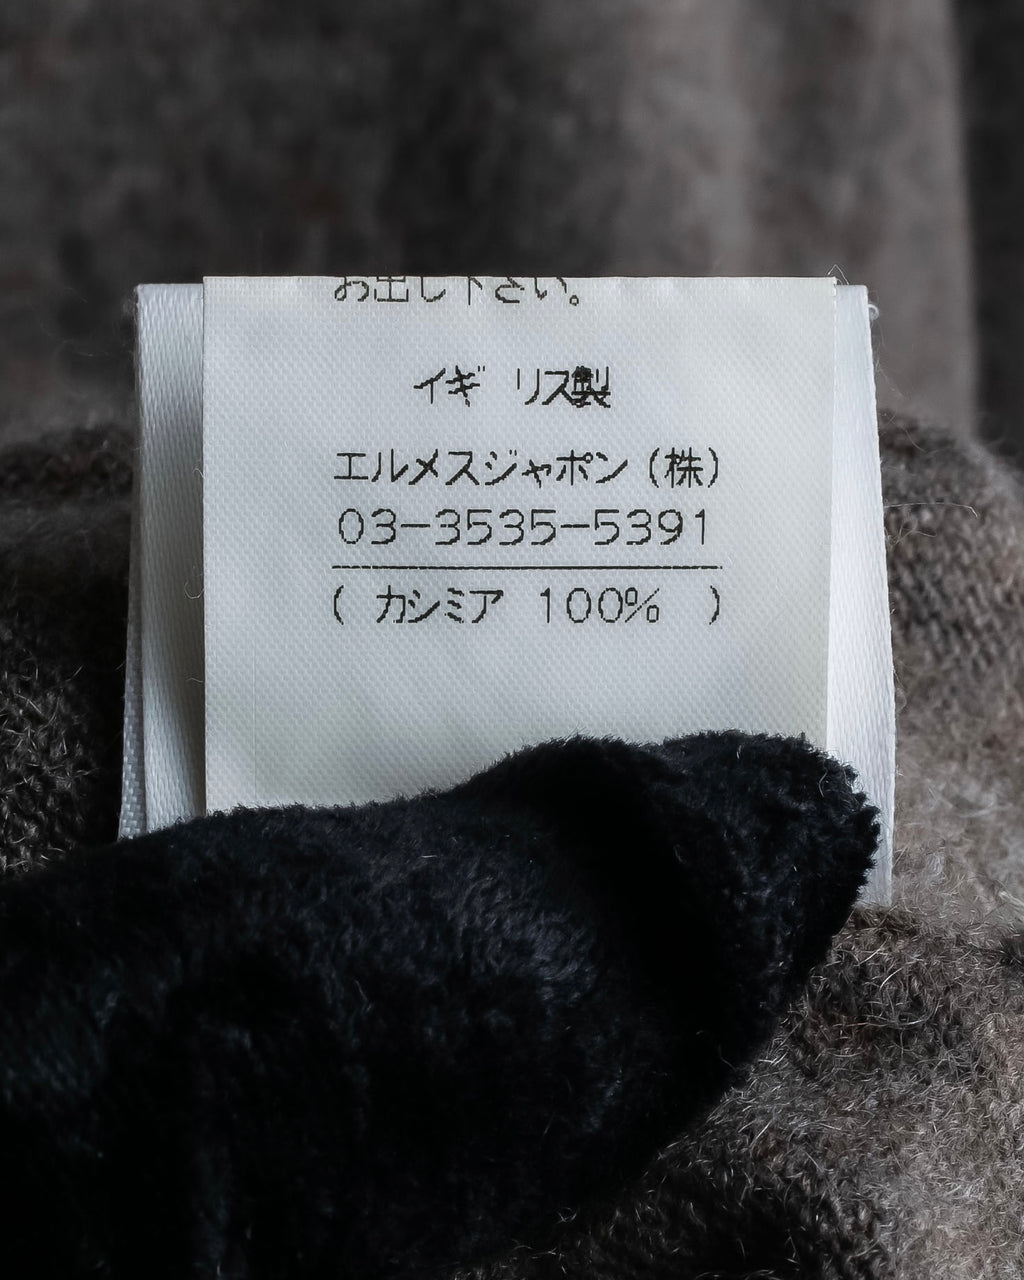 お出し下さい。
イギリス製
エルメスジャポン(株)
03-3535-5391
( カシミア 100% )